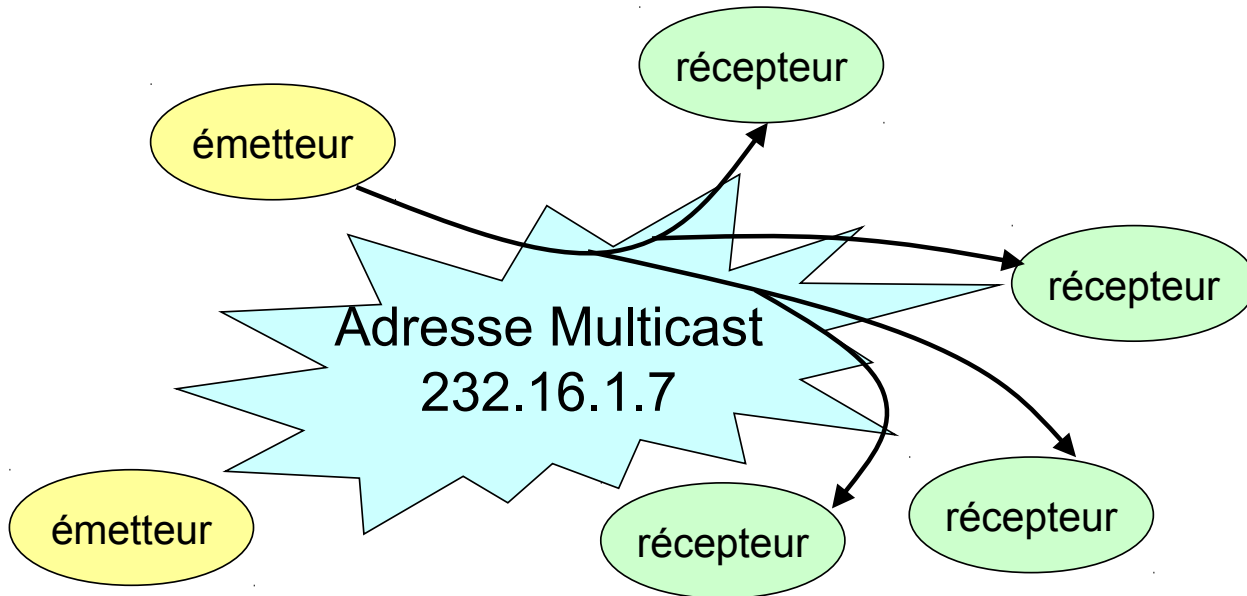 récepteur
émetteur
récepteur
Adresse Multicast
232.16.1.7
émetteur
récepteur
récepteur